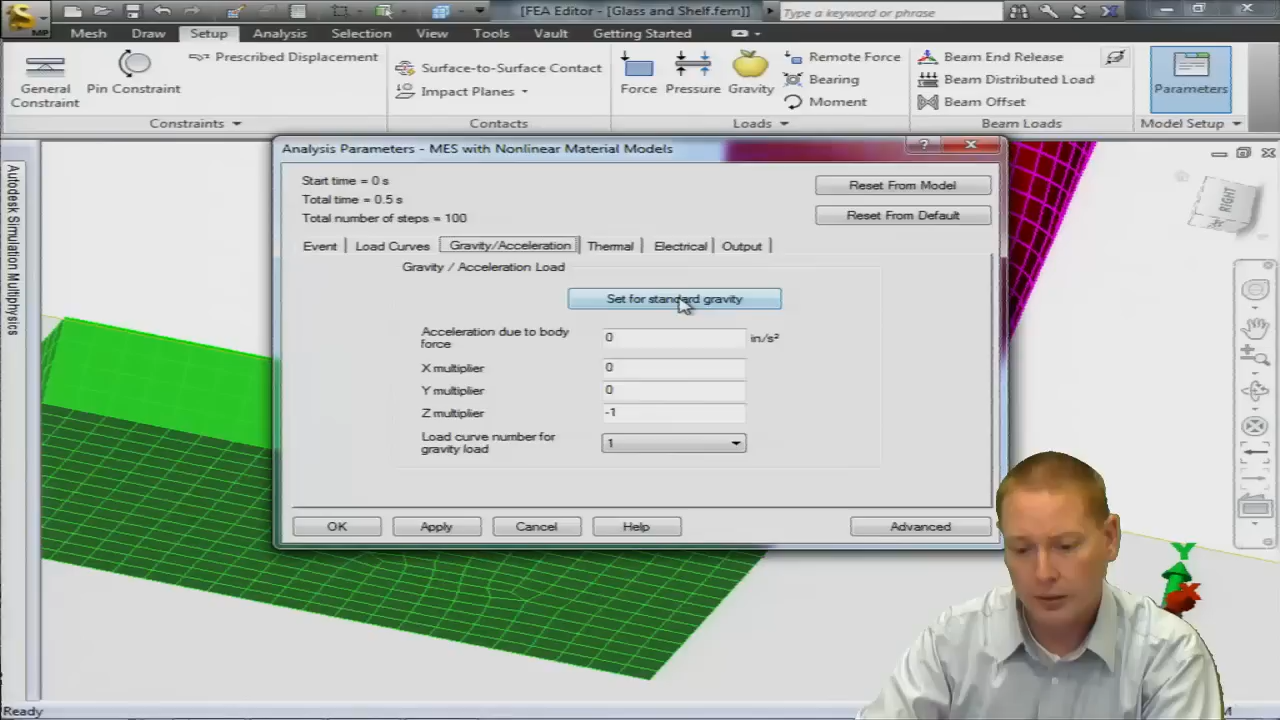 MP
[FEA Editor - [Glass and Shelf.fem]]
Type a keyword or phrase
Mesh Draw Setup Analysis Selection View Tools Vault Getting Started
General Constraint
Pin Constraint
Prescribed Displacement
Surface-to-Surface Contact
Impact Planes
Force Pressure Gravity
Remote Force
Bearing
Moment
Beam End Release
Beam Distributed Load
Beam Offset
Parameters
Constraints Contacts Loads Beam Loads Model Setup
Autodesk Simulation Multiphysics
Analysis Parameters - MES with Nonlinear Material Models
Start time = 0 s
Total time = 0.5 s
Total number of steps = 100
Reset From Model
Reset From Default
Event Load Curves Gravity/Acceleration Thermal Electrical Output
Gravity / Acceleration Load
Set for standard gravity
Acceleration due to body
force
0 in/s²
X multiplier 0
Y multiplier 0
Z multiplier -1
Load curve number for
gravity load
1
OK Apply Cancel Help Advanced
RIGHT
Y
X
Ready
M